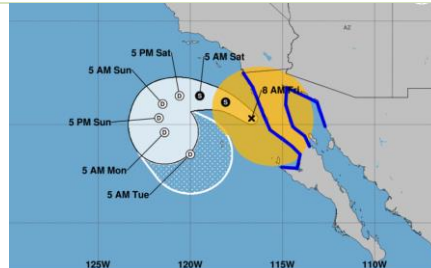 AZ
5 PM Sat
5 AM Sat
5 AM Sun
D
S
D
S
8 AM Fri
5 PM Sun
D
D
5 AM Mon
D
5 AM Tue
125W
120W
115W
110W